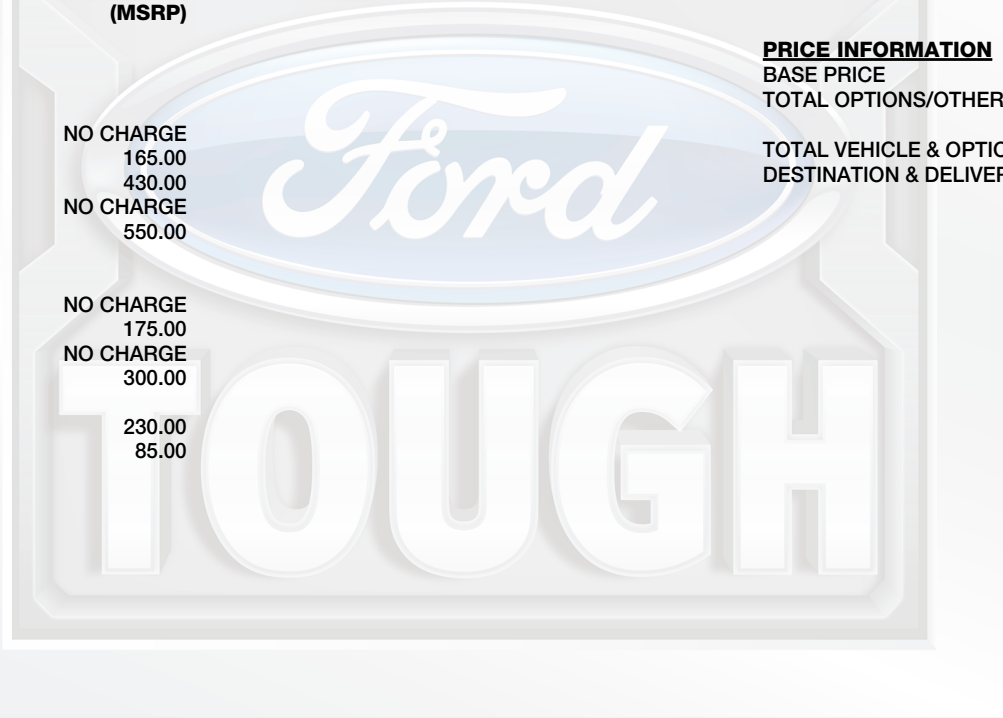 (MSRP)
NO CHARGE
165.00
430.00
NO CHARGE
550.00
NO CHARGE
175.00
NO CHARGE
300.00
230.00
85.00
PRICE INFORMATION
BASE PRICE
TOTAL OPTIONS/OTHER
TOTAL VEHICLE & OPTIO
DESTINATION & DELIVER
Ford
TOUGH